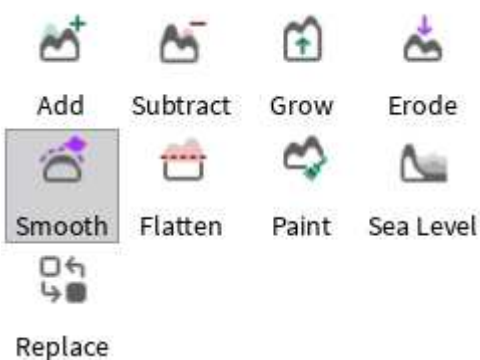 Add Subtract Grow Erode
Smooth Flatten Paint Sea Level
Replace